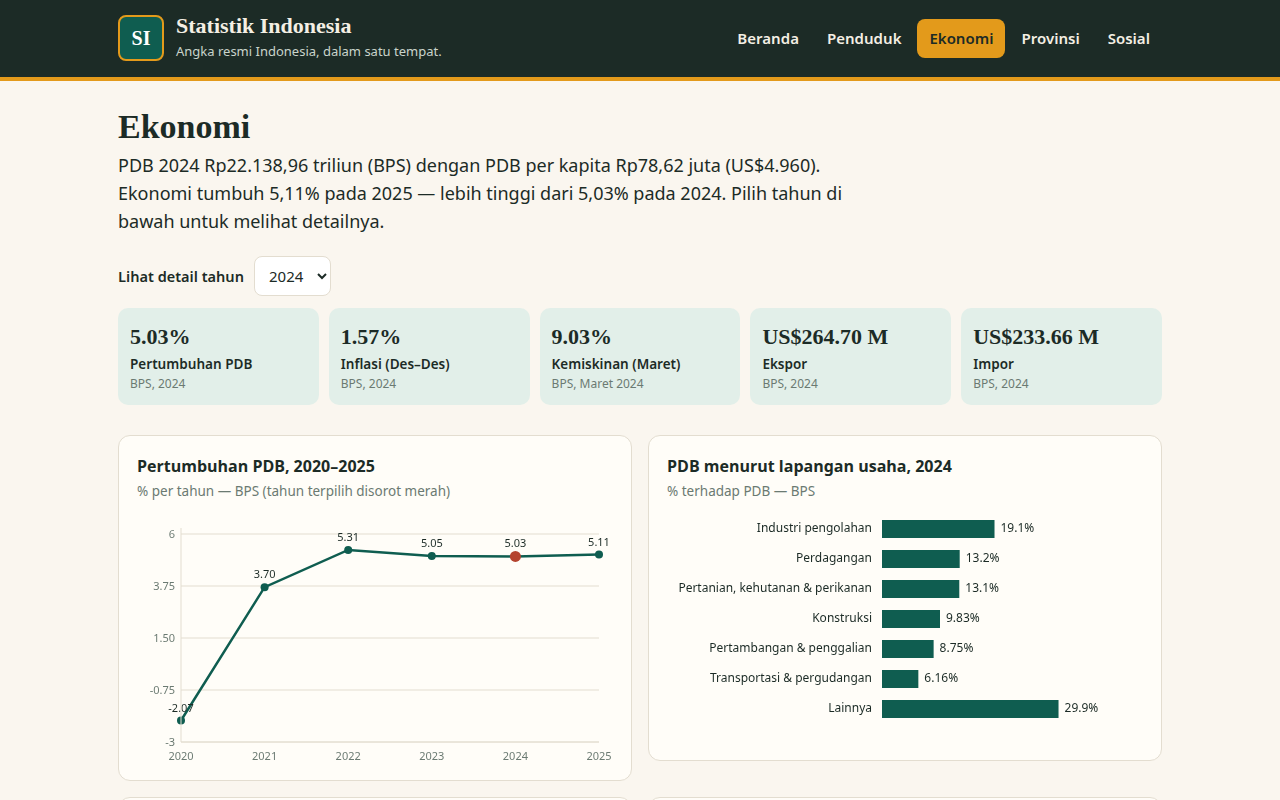 SI
Statistik Indonesia
Angka resmi Indonesia, dalam satu tempat.
Beranda
Penduduk
Ekonomi
Provinsi
Sosial
Ekonomi
PDB 2024 Rp22.138,96 triliun (BPS) dengan PDB per kapita Rp78,62 juta (US$4.960).
Ekonomi tumbuh 5,11% pada 2025 — lebih tinggi dari 5,03% pada 2024. Pilih tahun di
bawah untuk melihat detailnya.
Lihat detail tahun
2024
5.03%
Pertumbuhan PDB
BPS, 2024
1.57%
Inflasi (Des–Des)
BPS, 2024
9.03%
Kemiskinan (Maret)
BPS, Maret 2024
US$264.70 M
Ekspor
BPS, 2024
US$233.66 M
Impor
BPS, 2024
Pertumbuhan PDB, 2020–2025
% per tahun — BPS (tahun terpilih disorot merah)
6
3.75
1.50
-0.75
-3
-2.07
3.70
5.31
5.05
5.03
5.11
2020
2021
2022
2023
2024
2025
PDB menurut lapangan usaha, 2024
% terhadap PDB — BPS
Industri pengolahan 19.1%
Perdagangan 13.2%
Pertanian, kehutanan & perikanan 13.1%
Konstruksi 9.83%
Pertambangan & penggalian 8.75%
Transportasi & pergudangan 6.16%
Lainnya 29.9%